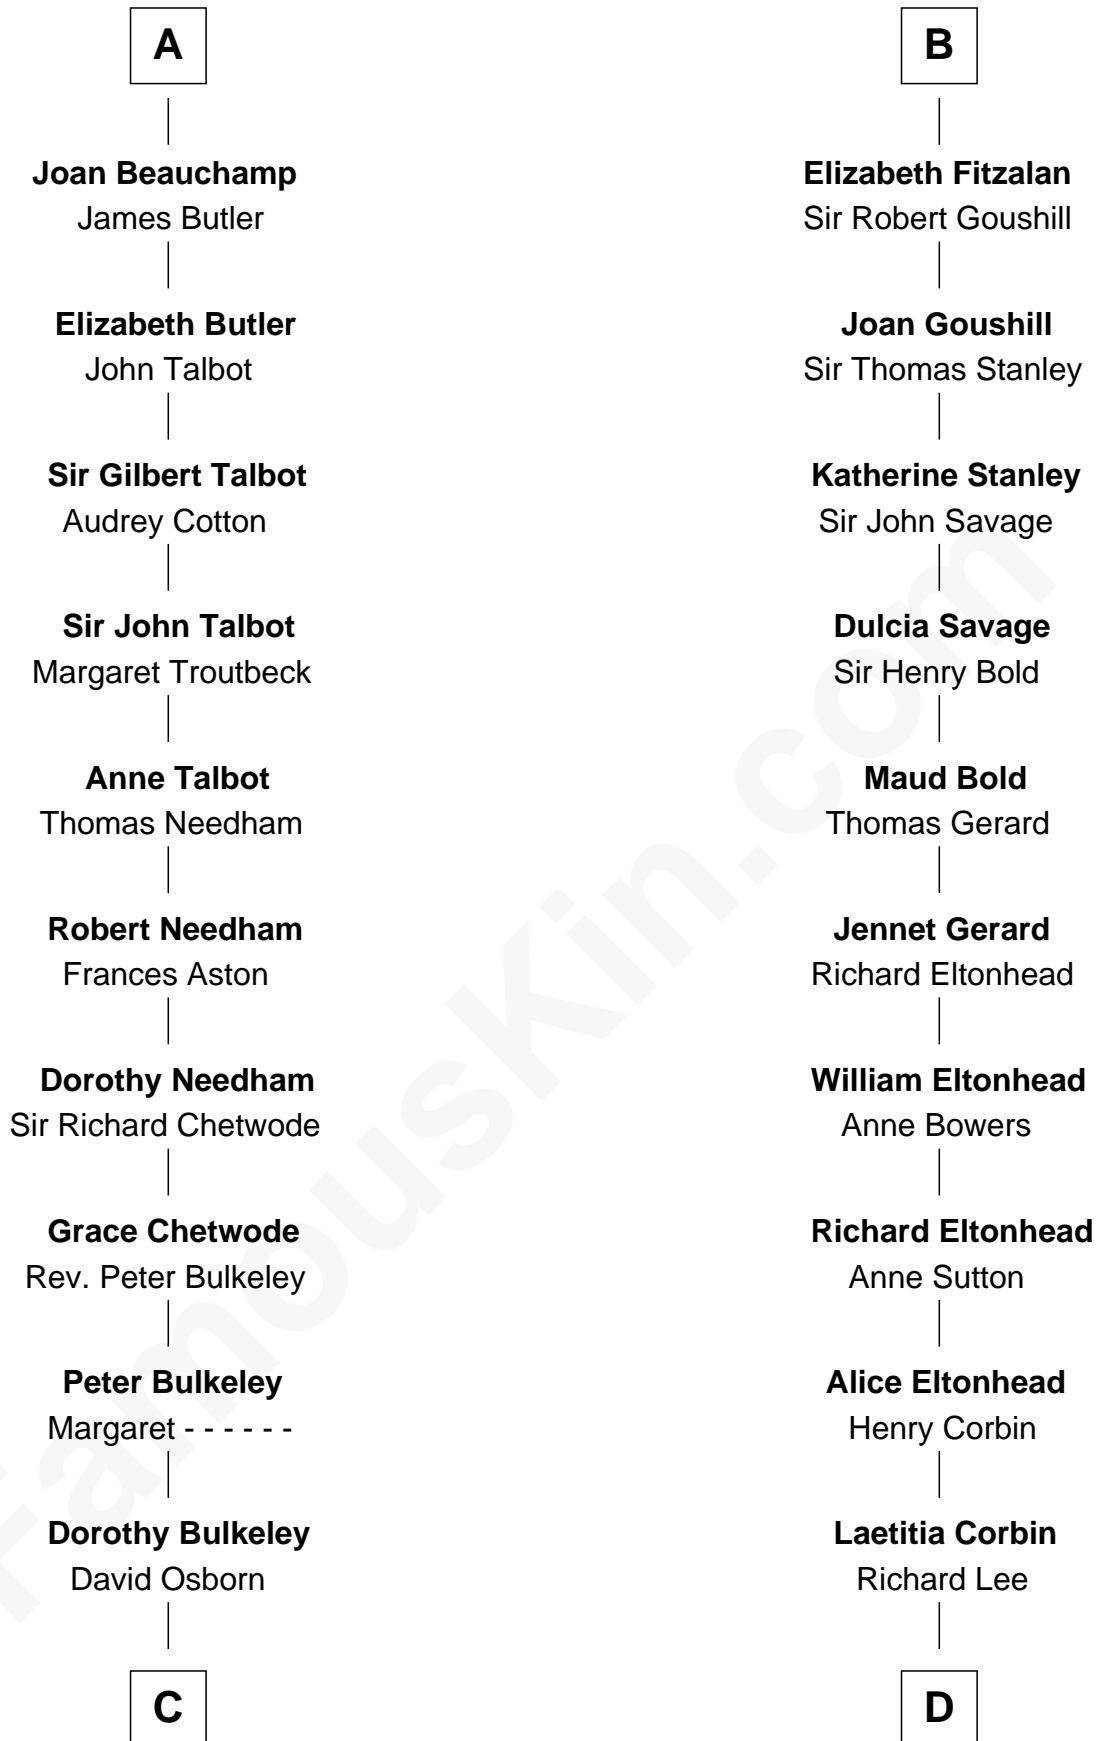 A
Joan Beauchamp
James Butler
Elizabeth Butler
John Talbot
Sir Gilbert Talbot
Audrey Cotton
Sir John Talbot
Margaret Troutbeck
Anne Talbot
Thomas Needham
Robert Needham
Frances Aston
Dorothy Needham
Sir Richard Chetwode
Grace Chetwode
Rev. Peter Bulkeley
Peter Bulkeley
Margaret - - - - - -
Dorothy Bulkeley
David Osborn
C
B
Elizabeth Fitzalan
Sir Robert Goushill
Joan Goushill
Sir Thomas Stanley
Katherine Stanley
Sir John Savage
Dulcia Savage
Sir Henry Bold
Maud Bold
Thomas Gerard
Jennet Gerard
Richard Eltonhead
William Eltonhead
Anne Bowers
Richard Eltonhead
Anne Sutton
Alice Eltonhead
Henry Corbin
Laetitia Corbin
Richard Lee
D
FamousKin.com